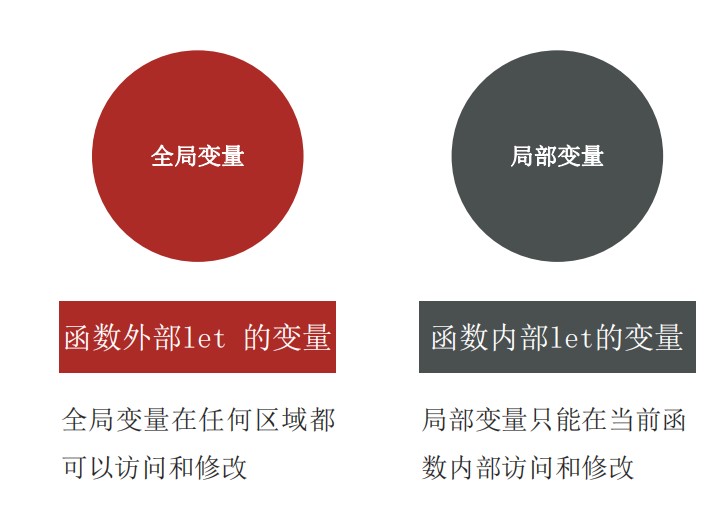 全局变量
局部变量
函数外部let 的变量
函数内部let的变量
全局变量在任何区域都
可以访问和修改
局部变量只能在当前函
数内部访问和修改